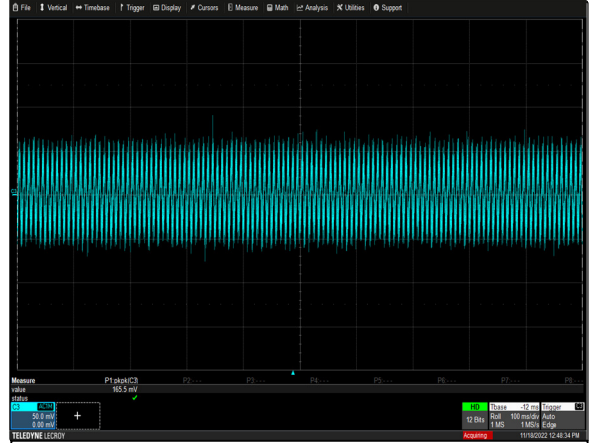 File Vertical Timebase Trigger Display Cursors Measure Math Analysis Utilities Support
C3
Measure P1:pkpk(C3) P2:--- P3:--- P4:--- P5:--- P6:--- P7:--- P8:---
value 165.5 mV
status
C3 AC1M
50.0 mV
0.00 mV
+
HD
12 Bits
Tbase -12 ms
Roll 100 ms/div
1 MS 1 MS/s
Trigger
Auto
Edge
TELEDYNE LECROY Acquiring 11/18/2022 12:48:34 PM